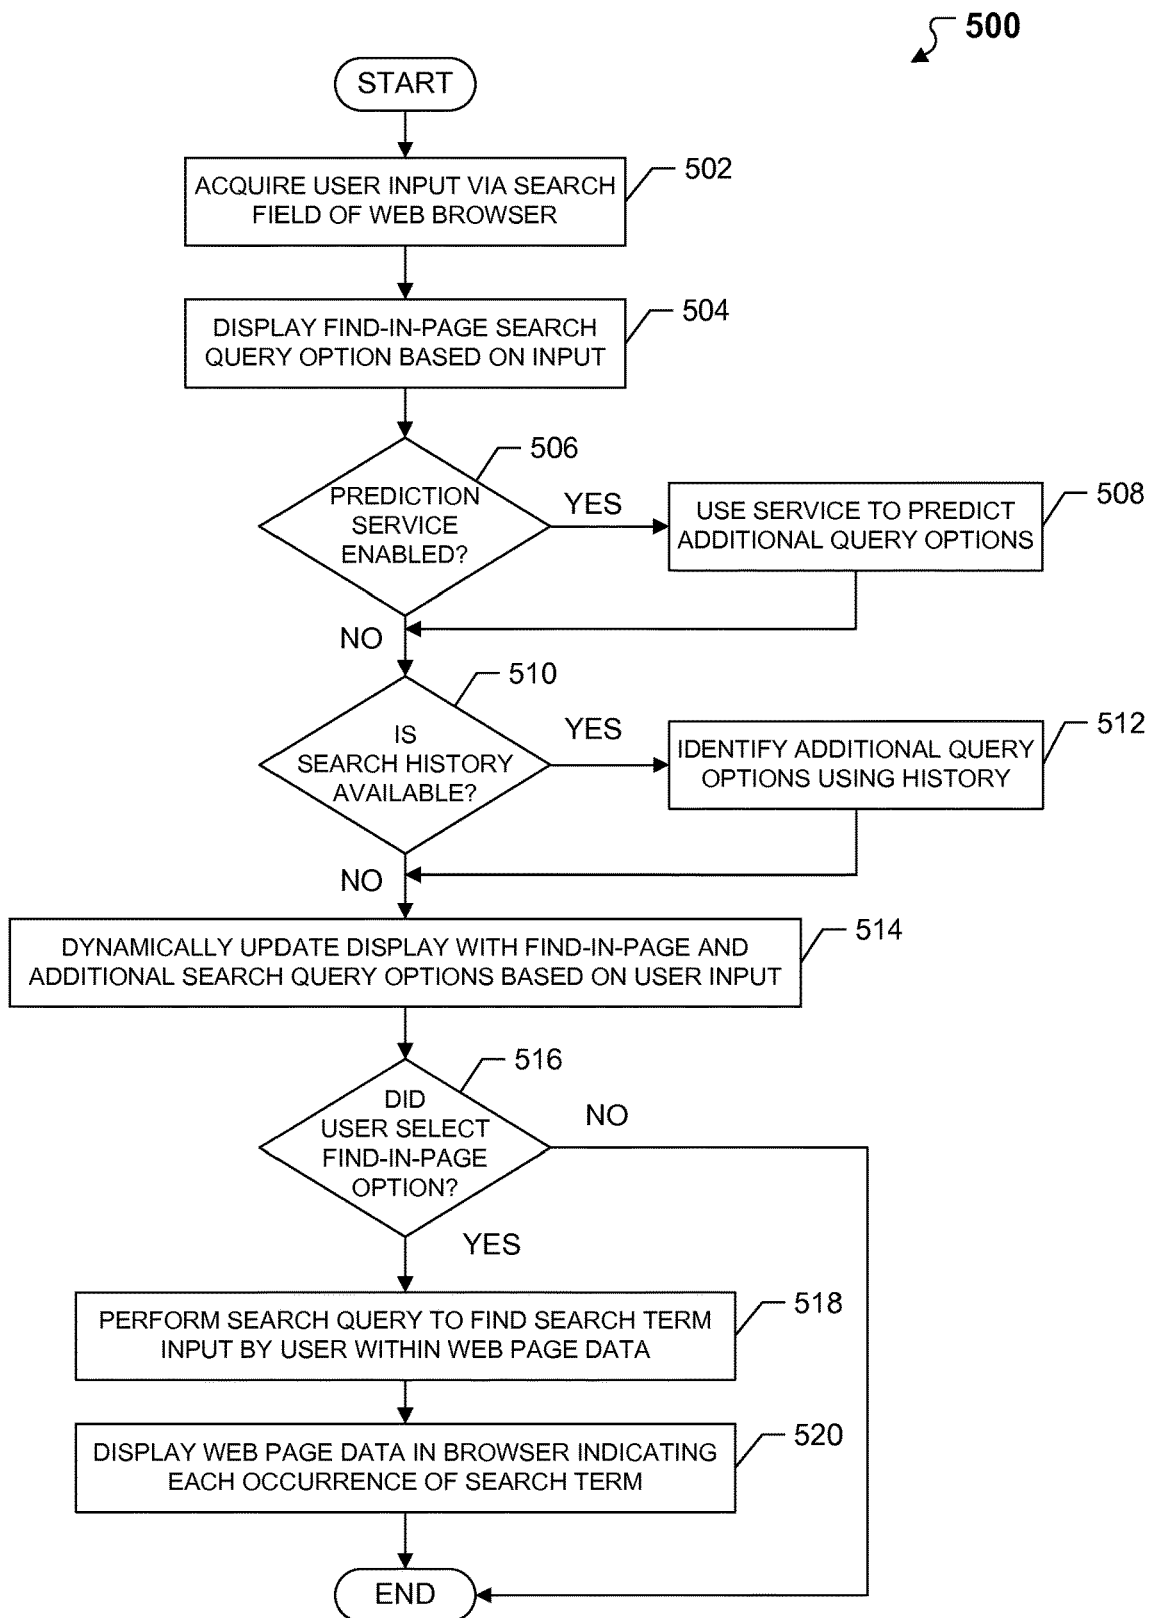 500
START
502
ACQUIRE USER INPUT VIA SEARCH
FIELD OF WEB BROWSER
504
DISPLAY FIND-IN-PAGE SEARCH
QUERY OPTION BASED ON INPUT
506
PREDICTION
SERVICE
ENABLED?
YES
508
USE SERVICE TO PREDICT
ADDITIONAL QUERY OPTIONS
NO
510
IS
SEARCH HISTORY
AVAILABLE?
YES
512
IDENTIFY ADDITIONAL QUERY
OPTIONS USING HISTORY
NO
514
DYNAMICALLY UPDATE DISPLAY WITH FIND-IN-PAGE AND
ADDITIONAL SEARCH QUERY OPTIONS BASED ON USER INPUT
516
DID
USER SELECT
FIND-IN-PAGE
OPTION?
NO
YES
518
PERFORM SEARCH QUERY TO FIND SEARCH TERM
INPUT BY USER WITHIN WEB PAGE DATA
520
DISPLAY WEB PAGE DATA IN BROWSER INDICATING
EACH OCCURRENCE OF SEARCH TERM
END